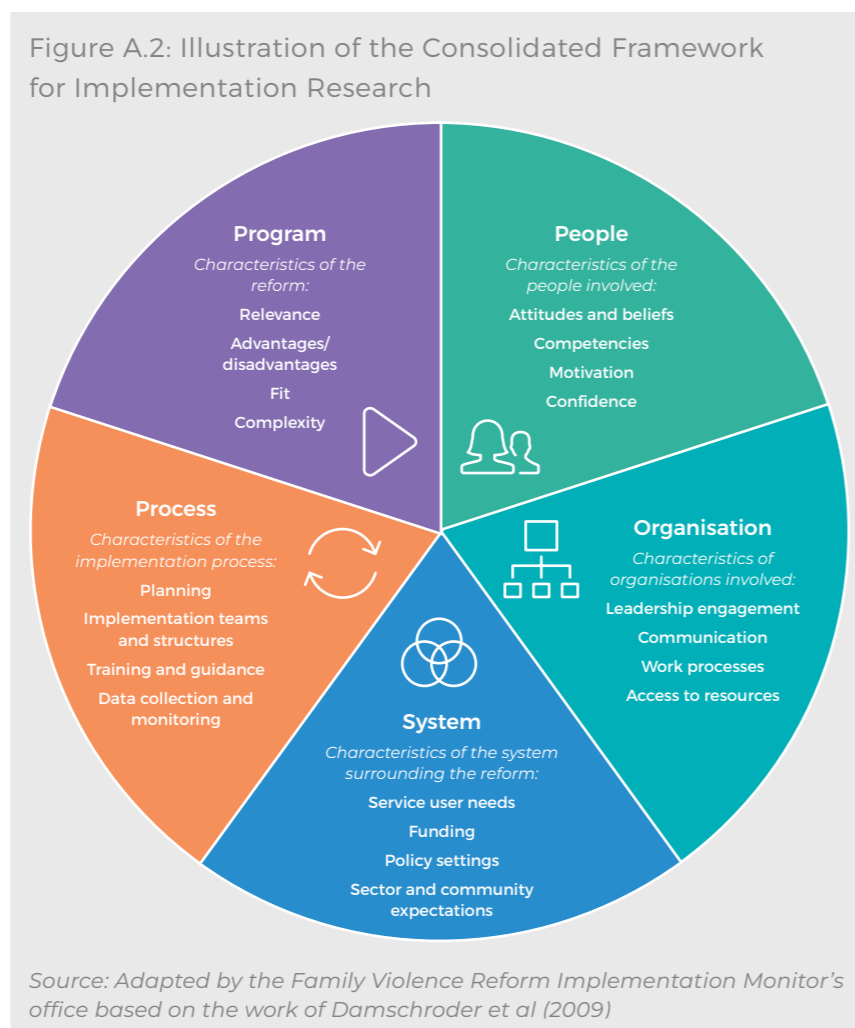 Figure A.2: Illustration of the Consolidated Framework
for Implementation Research
Program
Characteristics of the
reform:
Relevance
Advantages/
disadvantages
Fit
Complexity
People
Characteristics of the
people involved:
Attitudes and beliefs
Competencies
Motivation
Confidence
Organisation
Characteristics of
organisations involved:
Leadership engagement
Communication
Work processes
Access to resources
System
Characteristics of the system
surrounding the reform:
Service user needs
Funding
Policy settings
Sector and community
expectations
Process
Characteristics of the
implementation process:
Planning
Implementation teams
and structures
Training and guidance
Data collection and
monitoring
Source: Adapted by the Family Violence Reform Implementation Monitor’s
office based on the work of Damschroder et al (2009)